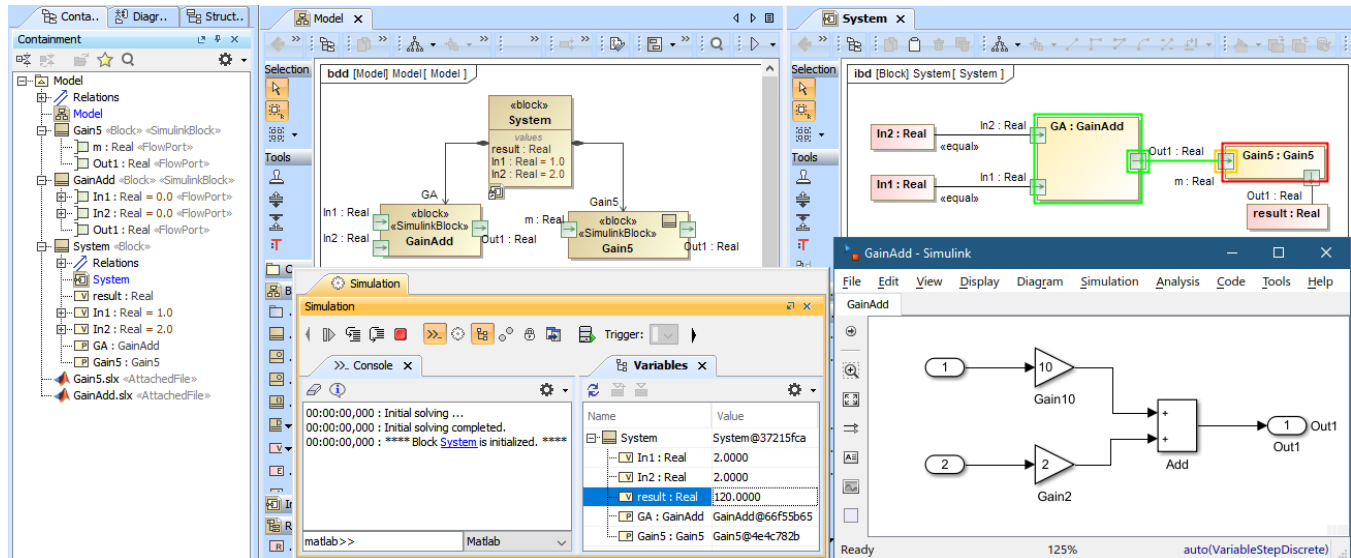 Conta..
Diagr..
Struct..
Containment
Model
Relations
Model
Gain5 «Block» «SimulinkBlock»
m : Real «FlowPort»
Out1 : Real «FlowPort»
GainAdd «Block» «SimulinkBlock»
In1 : Real = 0.0 «FlowPort»
In2 : Real = 0.0 «FlowPort»
Out1 : Real «FlowPort»
System «Block»
Relations
System
result : Real
In1 : Real = 1.0
In2 : Real = 2.0
GA : GainAdd
Gain5 : Gain5
Gain5.slx «AttachedFile»
GainAdd.slx «AttachedFile»
Model
Selection
Tools
bdd [Model] Model[ Model ]
«block»
System
values
result : Real
In1 : Real = 1.0
In2 : Real = 2.0
GA
Gain5
In1 : Real
In2 : Real
«block»
«SimulinkBlock»
GainAdd
Out1 : Real
m : Real
«block»
«SimulinkBlock»
Gain5
Out1 : Real
System
Selection
Tools
ibd [Block] System[ System ]
In2 : Real
In2 : Real
«equal»
In1 : Real
In1 : Real
«equal»
GA : GainAdd
Out1 : Real
m : Real
Gain5 : Gain5
Out1 : Real
result : Real
Simulation
Simulation
Trigger:
Console
00:00:00,000 : Initial solving ...
00:00:00,000 : Initial solving completed.
00:00:00,000 : **** Block System is initialized. ****
matlab>>
Matlab
Variables
Name
Value
System
System@37215fca
In1 : Real
2.0000
In2 : Real
2.0000
result : Real
120.0000
GA : GainAdd
GainAdd@66f55b65
Gain5 : Gain5
Gain5@4e4c782b
GainAdd - Simulink
File Edit View Display Diagram Simulation Analysis Code Tools Help
GainAdd
1
10
Gain10
2
2
Gain2
+
+
Add
1
Out1
Out1
Ready
125%
auto(VariableStepDiscrete)